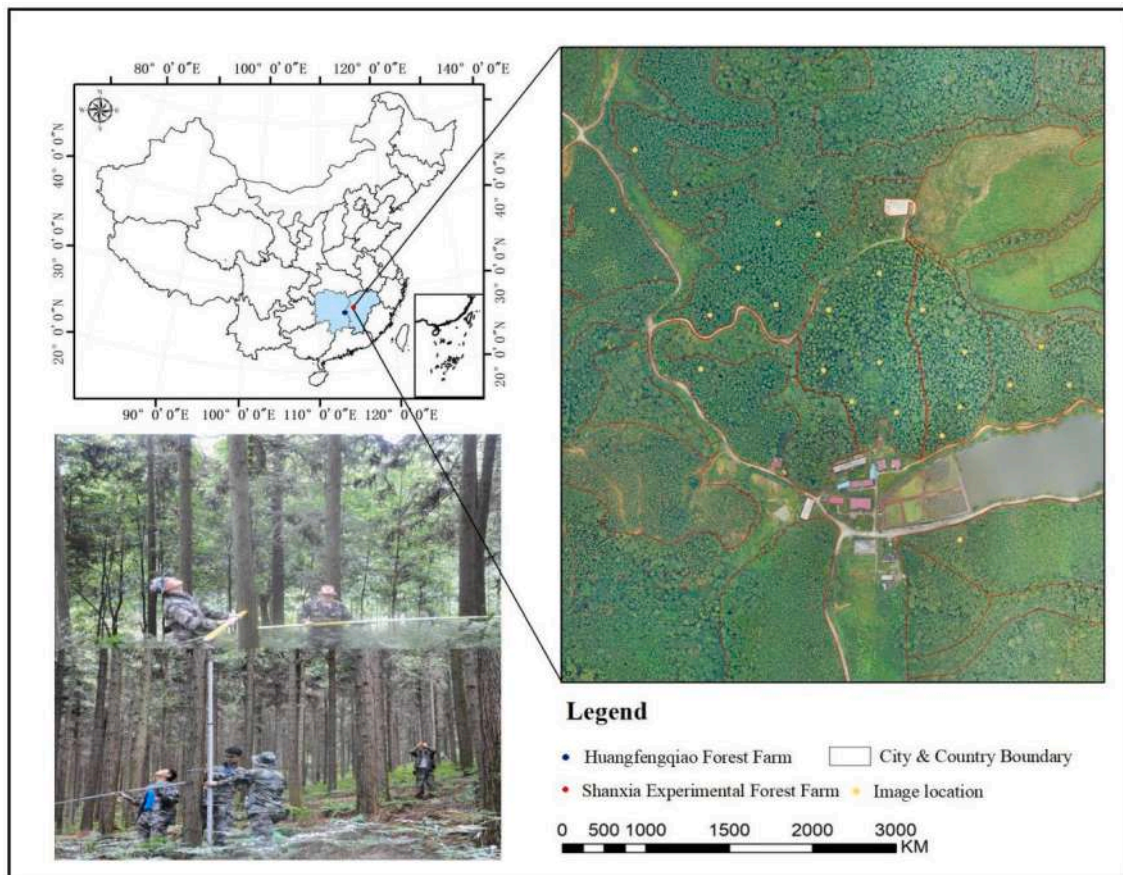 80° 0′0″E 100° 0′0″E 120° 0′0″E 140° 0′0″E
N
W E
S
40° 0′0″N
30° 0′0″N
20° 0′0″N
40° 0′0″N
30° 0′0″N
20° 0′0″N
90° 0′0″E 100° 0′0″E 110° 0′0″E 120° 0′0″E
Legend
Huangfengqiao Forest Farm
City & Country Boundary
Shanxia Experimental Forest Farm
Image location
0 500 1000 1500 2000 3000
KM